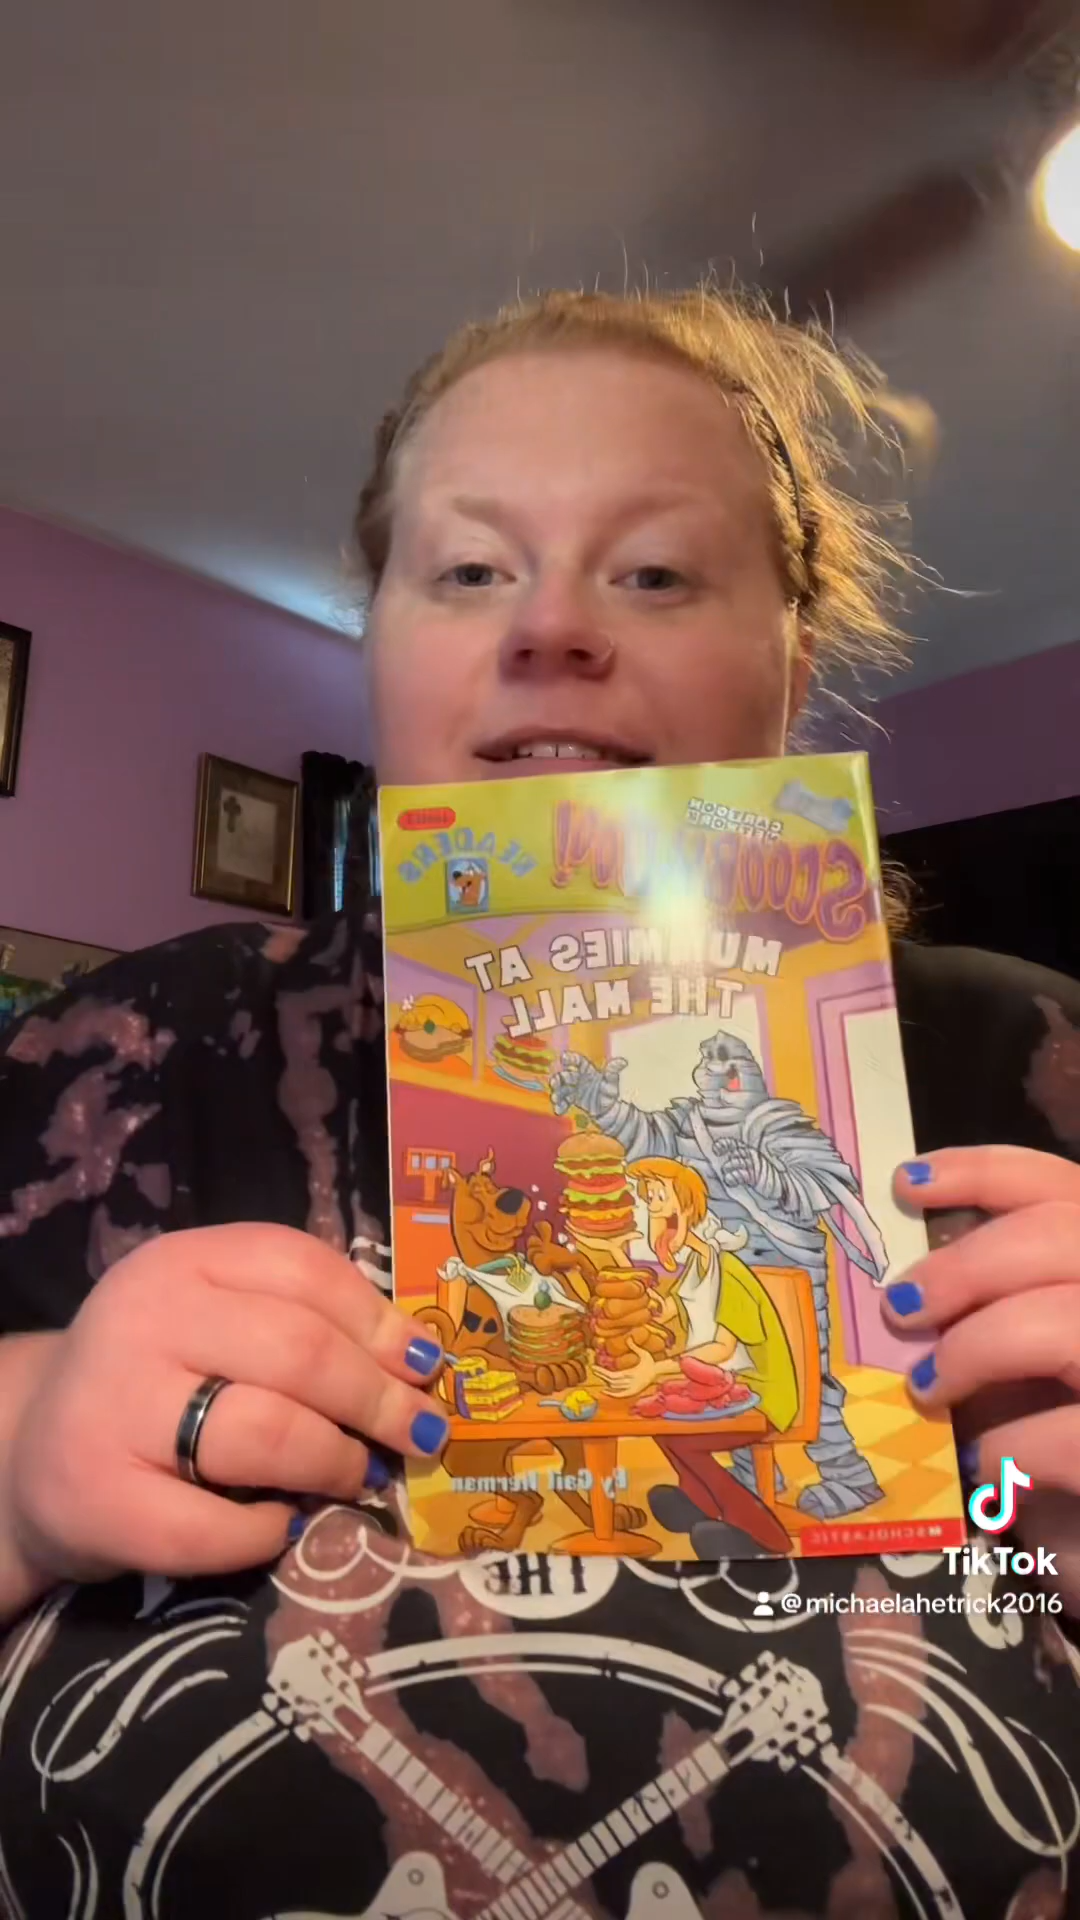 CARTOON
NETWORK
SCOOBY-DOO!
READERS
MUMMIES AT
THE MALL
By Gail Herman
SCHOLASTIC
THE
TikTok
@michaelahetrick2016